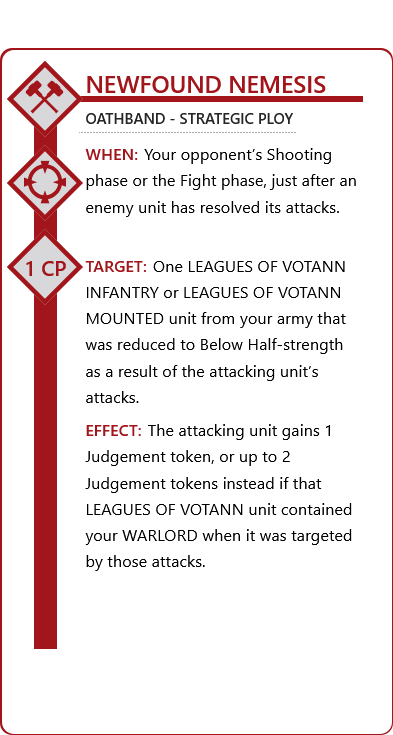 NEWFOUND NEMESIS
OATHBAND - STRATEGIC PLOY
WHEN: Your opponent’s Shooting
phase or the Fight phase, just after an
enemy unit has resolved its attacks.
1 CP
TARGET: One LEAGUES OF VOTANN
INFANTRY or LEAGUES OF VOTANN
MOUNTED unit from your army that
was reduced to Below Half-strength
as a result of the attacking unit’s
attacks.
EFFECT: The attacking unit gains 1
Judgement token, or up to 2
Judgement tokens instead if that
LEAGUES OF VOTANN unit contained
your WARLORD when it was targeted
by those attacks.